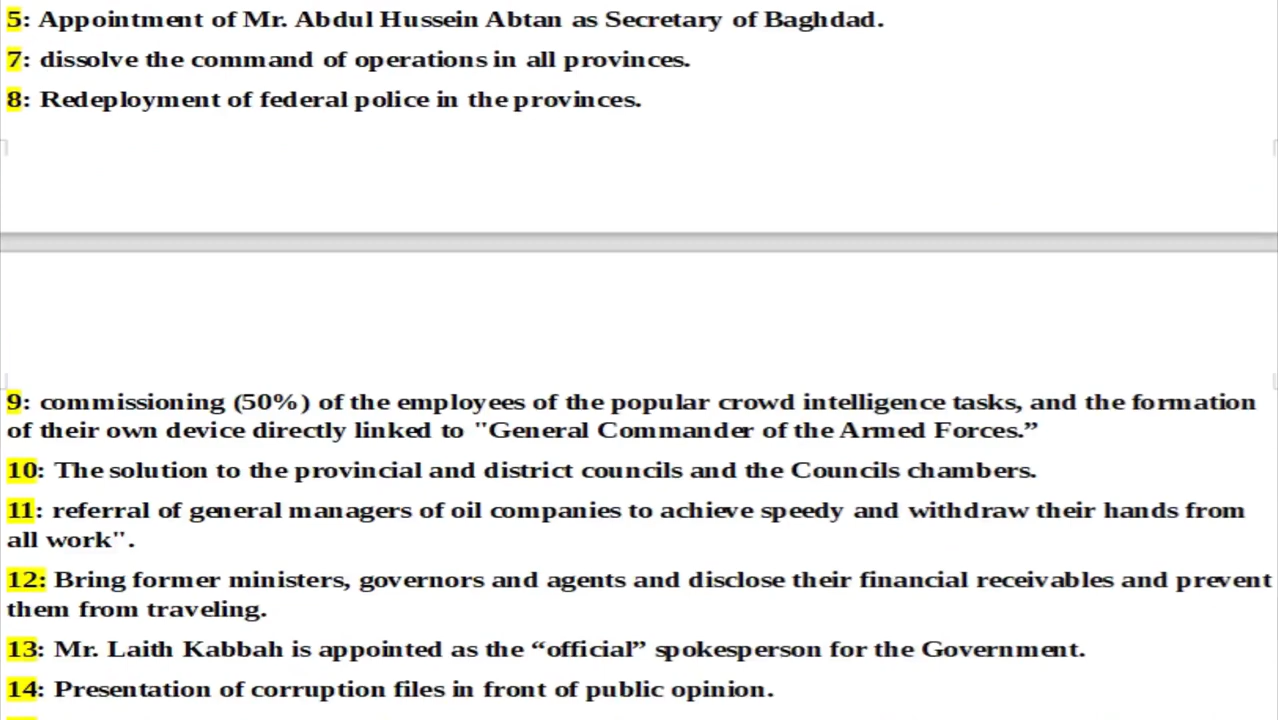 5: Appointment of Mr. Abdul Hussein Abtan as Secretary of Baghdad.
7: dissolve the command of operations in all provinces.
8: Redeployment of federal police in the provinces.
9: commissioning (50%) of the employees of the popular crowd intelligence tasks, and the formation
of their own device directly linked to "General Commander of the Armed Forces.”
10: The solution to the provincial and district councils and the Councils chambers.
11: referral of general managers of oil companies to achieve speedy and withdraw their hands from
all work".
12: Bring former ministers, governors and agents and disclose their financial receivables and prevent
them from traveling.
13: Mr. Laith Kabbah is appointed as the “official” spokesperson for the Government.
14: Presentation of corruption files in front of public opinion.